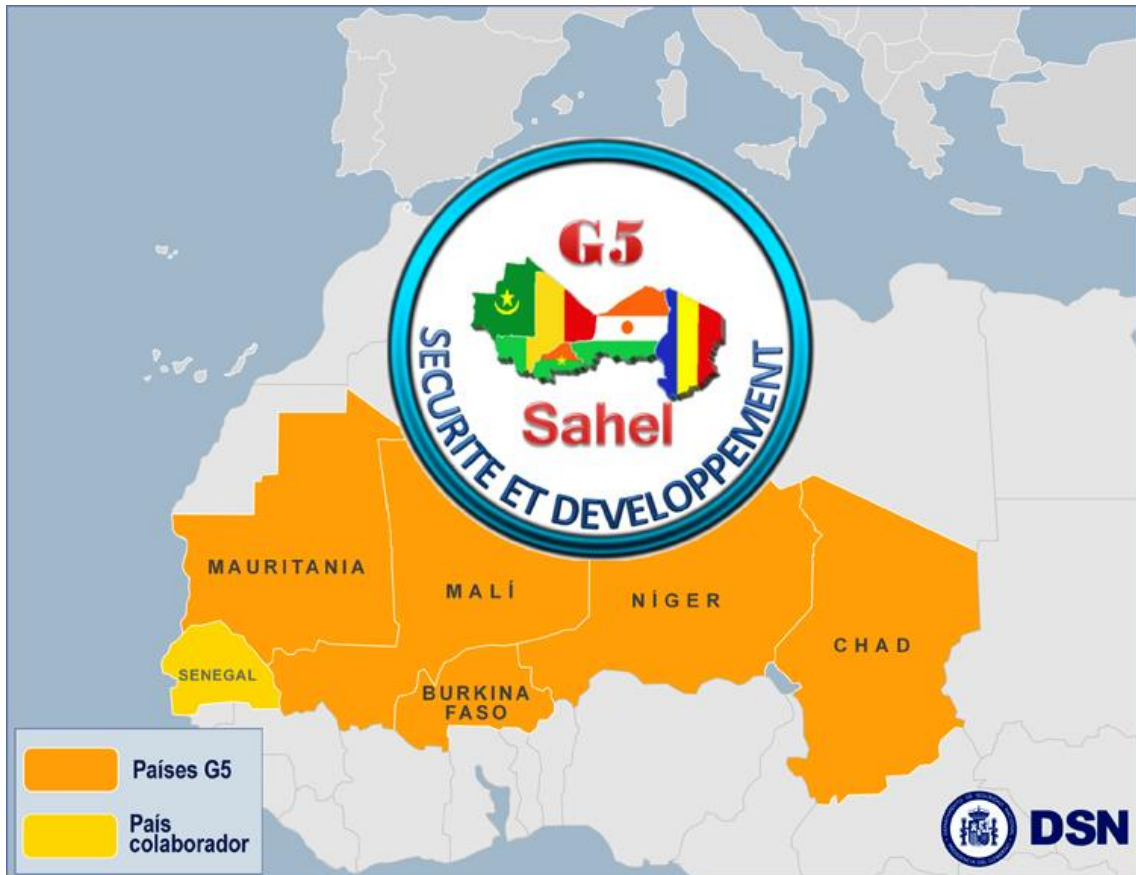 G5
Sahel
SECURITE ET DEVELOPPEMENT
MAURITANIA
MALÍ
NÍGER
CHAD
SENEGAL
BURKINA
FASO
Países G5
País
colaborador
DSN